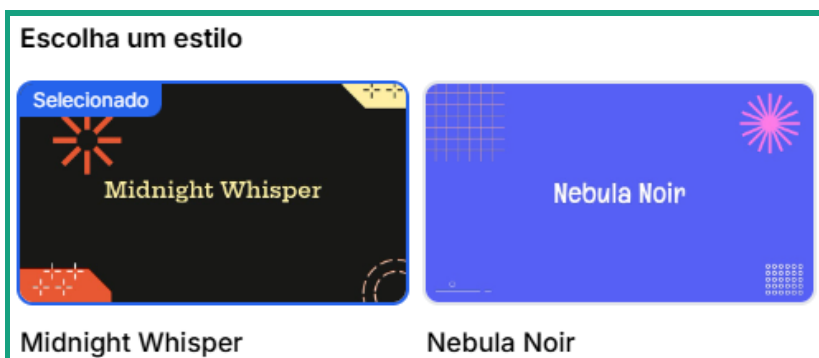 Escolha um estilo
Selecionado
Midnight Whisper
Nebula Noir
Midnight Whisper
Nebula Noir